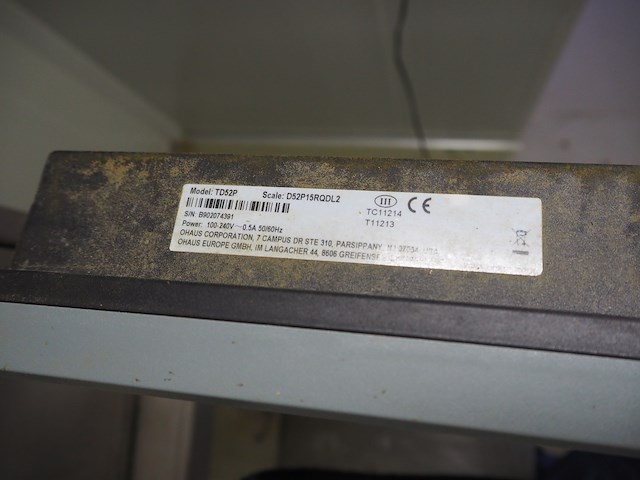 Model: TD52P Scale: D52P15RQDL2
III CE
TC11214
T11213
S/N: B902074391
Power: 100-240V~0.5A 50/60Hz
OHAUS CORPORATION, 7 CAMPUS DR STE 310, PARSIPPANY,
OHAUS EUROPE GMBH, IM LANGACHER 44, 8606 GREIFENSE